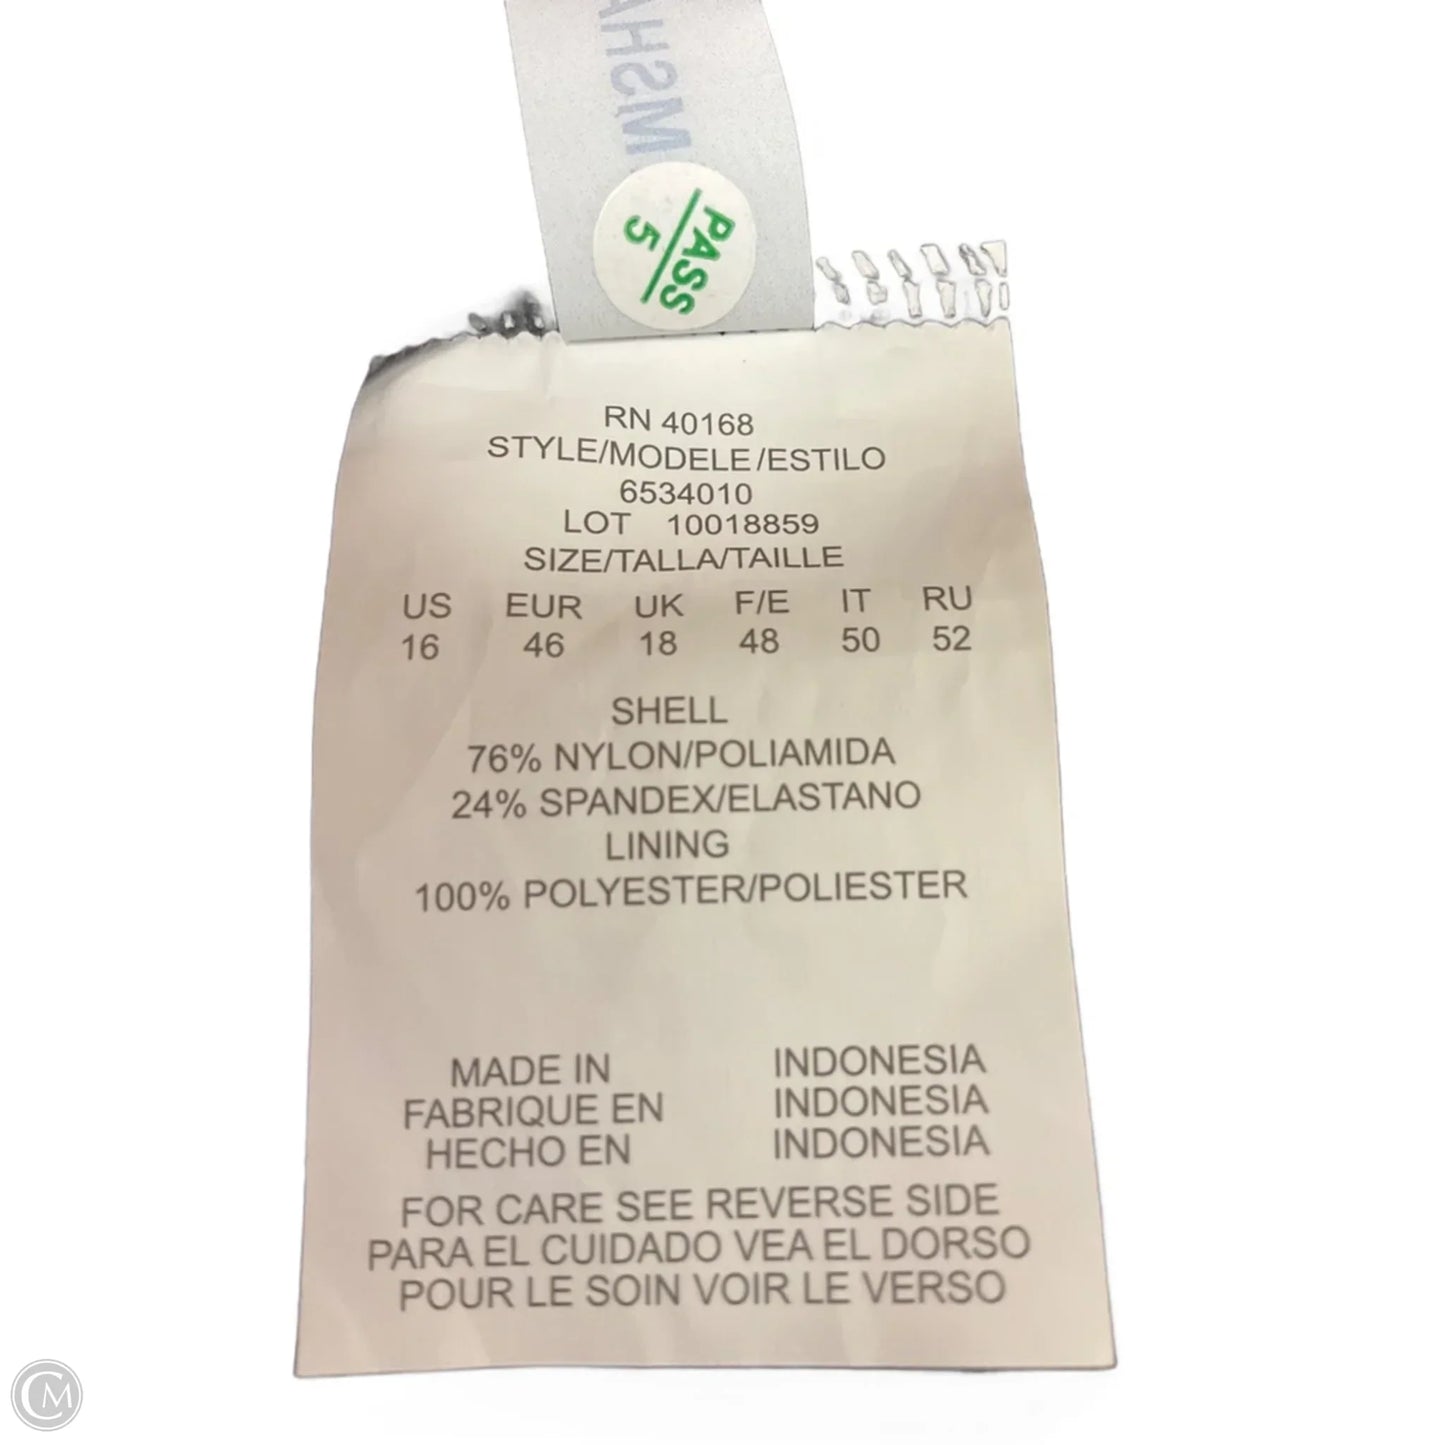 PASS
5
RN 40168
STYLE/MODELE/ESTILO
6534010
LOT 10018859
SIZE/TALLA/TAILLE
US EUR UK F/E IT RU
16 46 18 48 50 52
SHELL
76% NYLON/POLIAMIDA
24% SPANDEX/ELASTANO
LINING
100% POLYESTER/POLIESTER
MADE IN INDONESIA
FABRIQUE EN INDONESIA
HECHO EN INDONESIA
FOR CARE SEE REVERSE SIDE
PARA EL CUIDADO VEA EL DORSO
POUR LE SOIN VOIR LE VERSO
CM